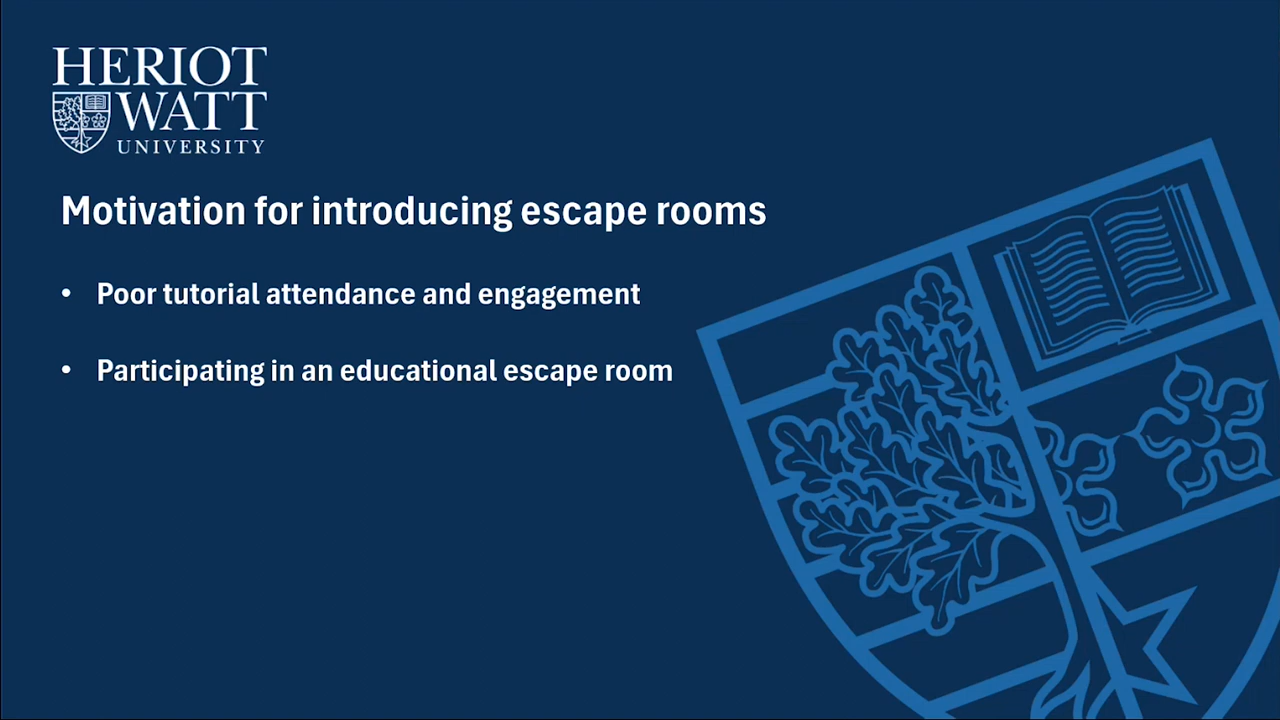 HERIOT
WATT
UNIVERSITY
Motivation for introducing escape rooms
• Poor tutorial attendance and engagement
• Participating in an educational escape room